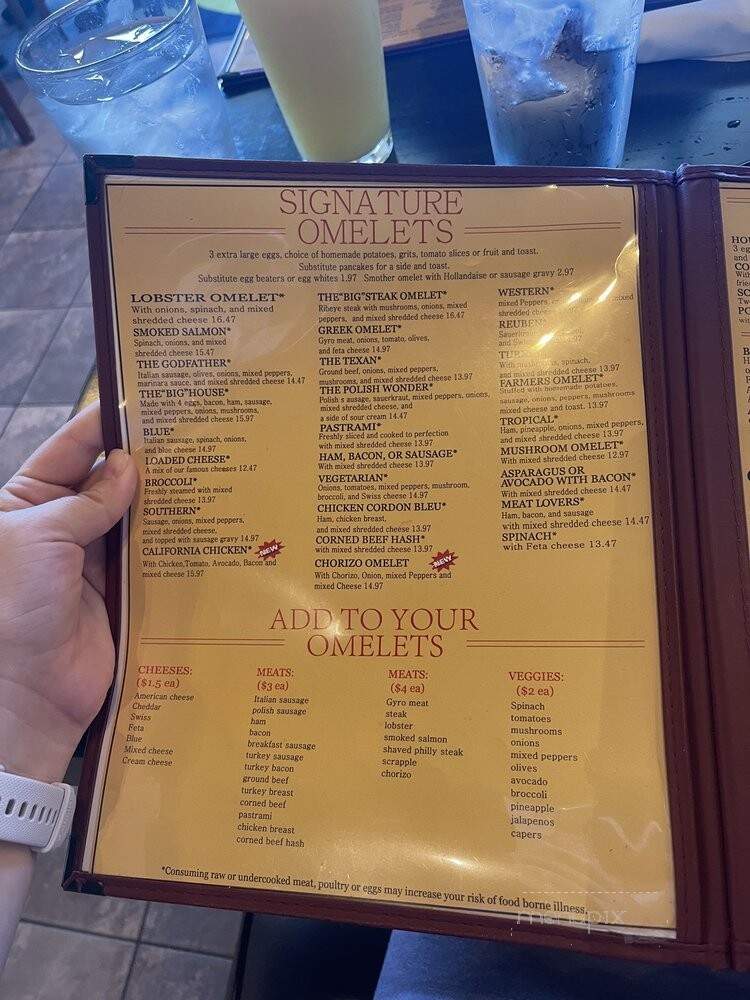 SIGNATURE
OMELETS
3 extra large eggs, choice of homemade potatoes, grits, tomato slices or fruit and toast.
Substitute pancakes for a side and toast.
Substitute egg beaters or egg whites 1.97 Smother omelet with Hollandaise or sausage gravy 2.97
LOBSTER OMELET*
With onions, spinach, and mixed
shredded cheese 16.47
SMOKED SALMON*
Spinach, onions, and mixed
shredded cheese 15.47
THE GODFATHER*
Italian sausage, olives, onions, mixed peppers,
marinara sauce, and mixed shredded cheese 14.47
THE"BIG"HOUSE*
Made with 4 eggs, bacon, ham, sausage,
mixed peppers, onions, mushrooms,
and mixed shredded cheese 15.97
BLUE*
Italian sausage, spinach, onions,
and blue cheese 14.97
LOADED CHEESE*
A mix of our famous cheeses 12.47
BROCCOLI*
Freshly steamed with mixed
shredded cheese 13.97
SOUTHERN*
Sausage, onions, mixed peppers,
mixed shredded cheese,
and topped with sausage gravy 14.97
CALIFORNIA CHICKEN* NEW
With Chicken,Tomato, Avocado, Bacon and
mixed cheese 15.97
THE"BIG"STEAK OMELET*
Ribeye steak with mushrooms, onions, mixed
peppers, and mixed shredded cheese 16.47
GREEK OMELET*
Gyro meat, onions, tomato, olives,
and feta cheese 14.97
THE TEXAN*
Ground beef, onions, mixed peppers,
mushrooms, and mixed shredded cheese 13.97
THE POLISH WONDER*
Polish s ausage, sauerkraut, mixed peppers, onions,
mixed shredded cheese, and
a side of sour cream 14.47
PASTRAMI*
Freshly sliced and cooked to perfection
with mixed shredded cheese 13.97
HAM, BACON, OR SAUSAGE*
With mixed shredded cheese 13.97
VEGETARIAN*
Onions, tomatoes, mixed peppers, mushroom,
broccoli, and Swiss cheese 14.97
CHICKEN CORDON BLEU*
Ham, chicken breast,
and mixed shredded cheese 13.97
CORNED BEEF HASH*
with mixed shredded cheese 13.97
CHORIZO OMELET NEW
With Chorizo, Onion, mixed Peppers and
mixed Cheese 14.97
WESTERN*
mixed Peppers, mixed
shredded cheese 13.97
REUBEN*
and
TUR
With mushrooms, spinach,
and mixed shredded cheese 13.97
FARMERS OMELET*
Stuffed with homemade potatoes,
sausage, onions, peppers, mushrooms
mixed cheese and toast. 13.97
TROPICAL*
Ham, pineapple, onions, mixed peppers,
and mixed shredded cheese 13.97
MUSHROOM OMELET*
With mixed shredded cheese 12.97
ASPARAGUS OR
AVOCADO WITH BACON*
With mixed shredded cheese 14.47
MEAT LOVERS*
Ham, bacon, and sausage
with mixed shredded cheese 14.47
SPINACH*
with Feta cheese 13.47
ADD TO YOUR
OMELETS
CHEESES:
($1.5 ea)
American cheese
Cheddar
Swiss
Feta
Blue
Mixed cheese
Cream cheese
MEATS:
($3 ea)
Italian sausage
polish sausage
ham
bacon
breakfast sausage
turkey sausage
turkey bacon
ground beef
turkey breast
corned beef
pastrami
chicken breast
corned beef hash
MEATS:
($4 ea)
Gyro meat
steak
lobster
smoked salmon
shaved philly steak
scrapple
chorizo
VEGGIES:
($2 ea)
Spinach
tomatoes
mushrooms
onions
mixed peppers
olives
avocado
broccoli
pineapple
jalapenos
capers
*Consuming raw or undercooked meat, poultry or eggs may increase your risk of food borne illness.
menupix